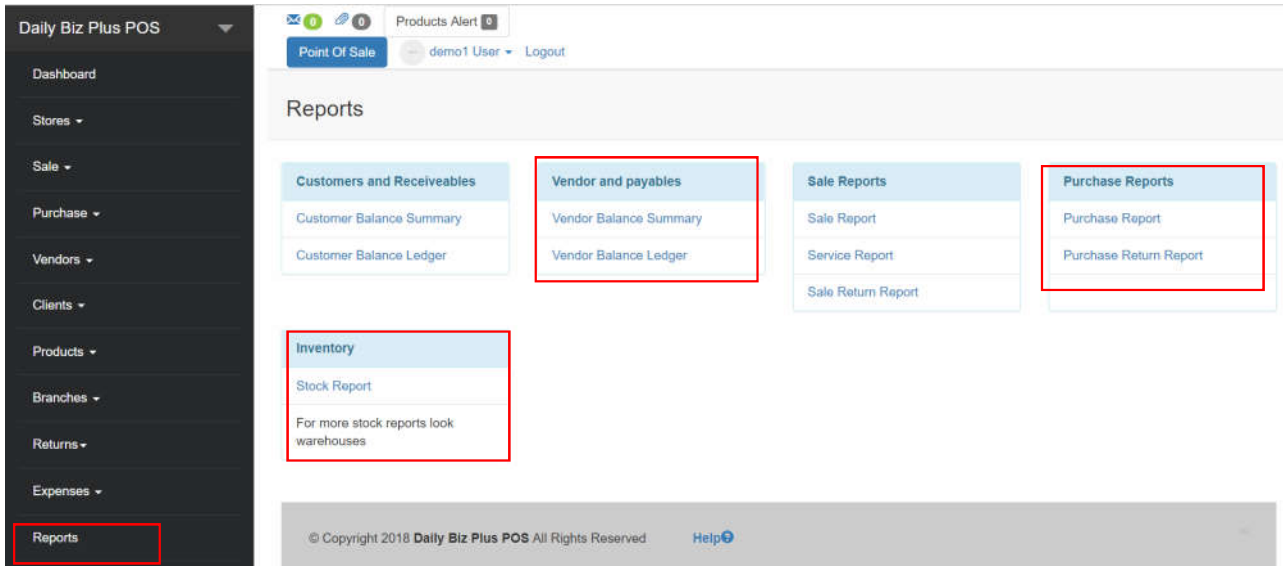 Daily Biz Plus POS
Dashboard
Stores
Sale
Purchase
Vendors
Clients
Products
Branches
Returns
Expenses
Reports
0 0 Products Alert 0
Point Of Sale demo1 User Logout
Reports
Customers and Receiveables
Customer Balance Summary
Customer Balance Ledger
Vendor and payables
Vendor Balance Summary
Vendor Balance Ledger
Sale Reports
Sale Report
Service Report
Sale Return Report
Purchase Reports
Purchase Report
Purchase Return Report
Inventory
Stock Report
For more stock reports look
warehouses
© Copyright 2018 Daily Biz Plus POS All Rights Reserved Help